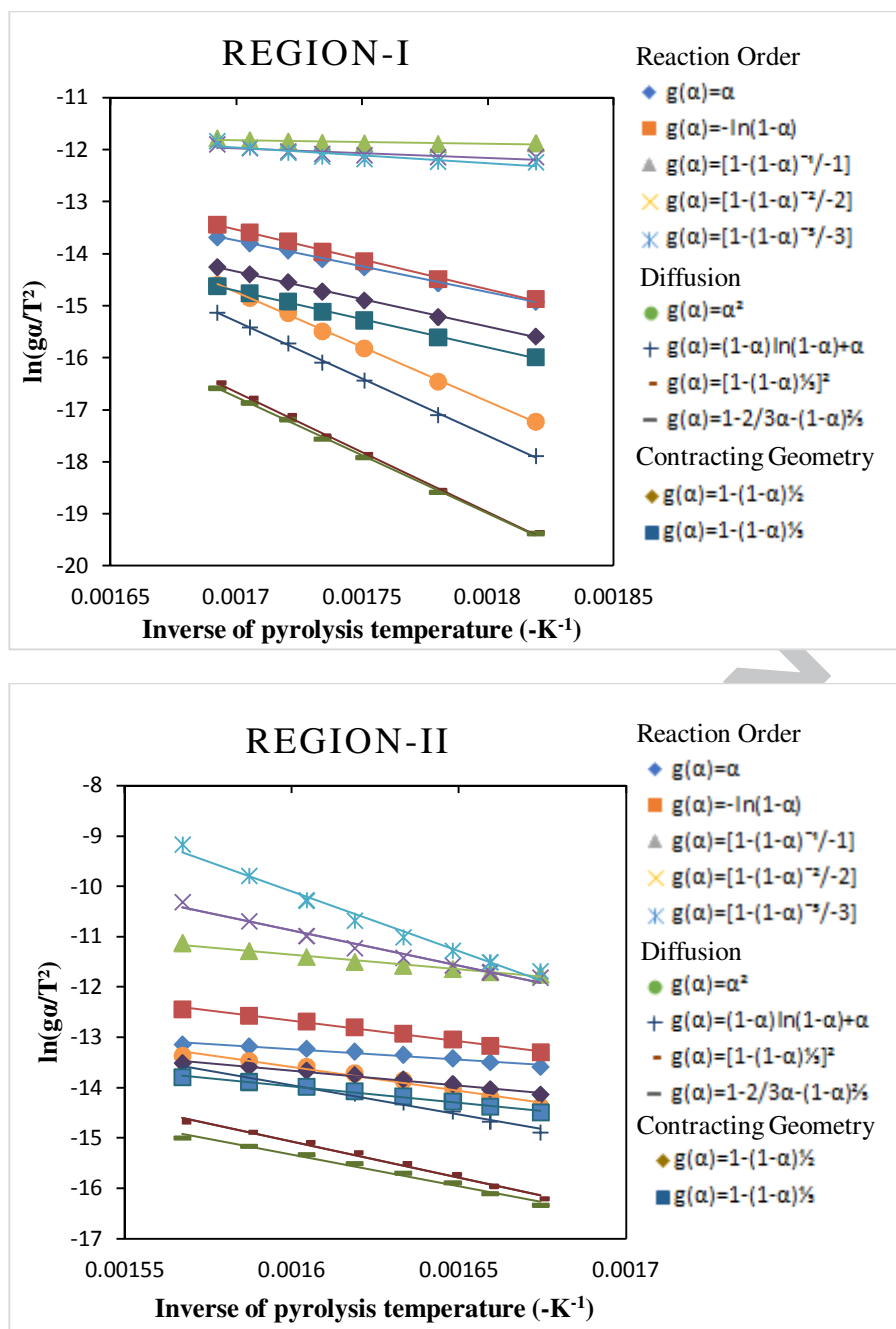 REGION-I
Reaction Order
g(α)=α
g(α)=-ln(1-α)
g(α)=[1-(1-α)⁻¹/-1]
g(α)=[1-(1-α)⁻²/-2]
g(α)=[1-(1-α)⁻³/-3]
Diffusion
g(α)=α²
g(α)=(1-α)ln(1-α)+α
g(α)=[1-(1-α)⅓]²
g(α)=1-2/3α-(1-α)⅔
Contracting Geometry
g(α)=1-(1-α)½
g(α)=1-(1-α)⅓
-11
-12
-13
-14
-15
-16
-17
-18
-19
-20
ln(gα/T²)
0.00165 0.0017 0.00175 0.0018 0.00185
Inverse of pyrolysis temperature (-K⁻¹)
REGION-II
Reaction Order
g(α)=α
g(α)=-ln(1-α)
g(α)=[1-(1-α)⁻¹/-1]
g(α)=[1-(1-α)⁻²/-2]
g(α)=[1-(1-α)⁻³/-3]
Diffusion
g(α)=α²
g(α)=(1-α)ln(1-α)+α
g(α)=[1-(1-α)⅓]²
g(α)=1-2/3α-(1-α)⅔
Contracting Geometry
g(α)=1-(1-α)½
g(α)=1-(1-α)⅓
-8
-9
-10
-11
-12
-13
-14
-15
-16
-17
ln(gα/T²)
0.00155 0.0016 0.00165 0.0017
Inverse of pyrolysis temperature (-K⁻¹)